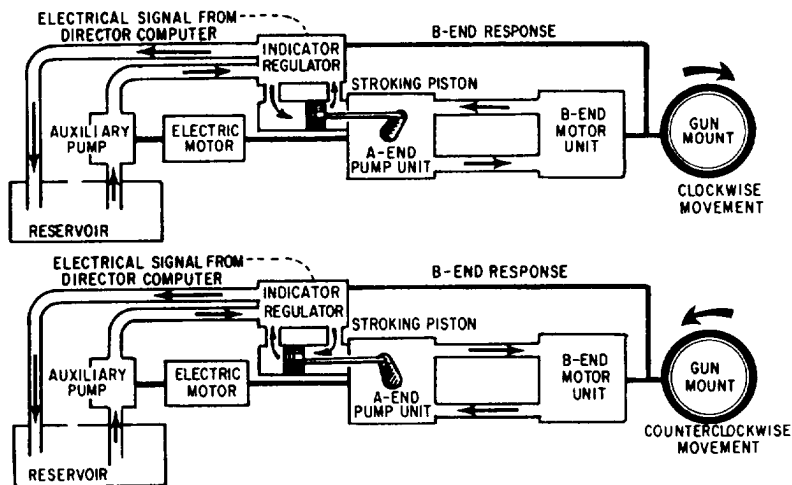 ELECTRICAL SIGNAL FROM
DIRECTOR COMPUTER
INDICATOR
REGULATOR
B-END RESPONSE
STROKING PISTON
AUXILIARY
PUMP
ELECTRIC
MOTOR
A-END
PUMP UNIT
B-END
MOTOR
UNIT
GUN
MOUNT
CLOCKWISE
MOVEMENT
RESERVOIR
ELECTRICAL SIGNAL FROM
DIRECTOR COMPUTER
INDICATOR
REGULATOR
B-END RESPONSE
STROKING PISTON
AUXILIARY
PUMP
ELECTRIC
MOTOR
A-END
PUMP UNIT
B-END
MOTOR
UNIT
GUN
MOUNT
COUNTERCLOCKWISE
MOVEMENT
RESERVOIR